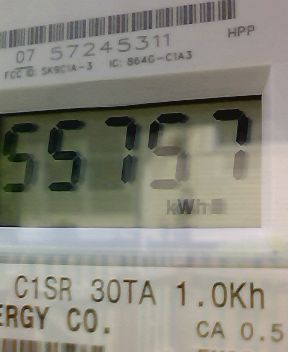 07 57245311
HPP
FCC ID: SK9C1A-3 IC: 864G-C1A3
55757
kWh
C1SR 30TA 1.0Kh
ERGY CO.
CA 0.5